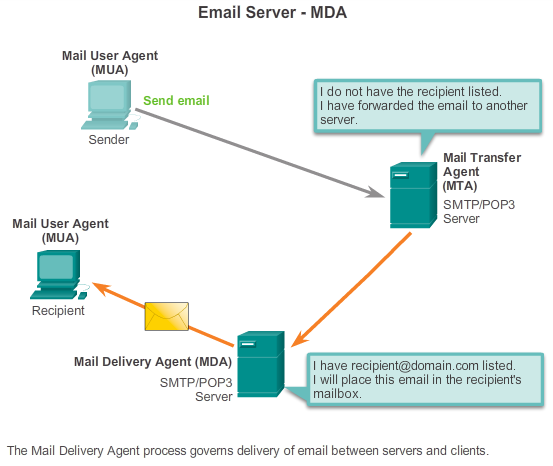 Email Server - MDA
Mail User Agent
(MUA)
Send email
Sender
I do not have the recipient listed.
I have forwarded the email to another
server.
Mail Transfer
Agent
(MTA)
SMTP/POP3
Server
Mail User Agent
(MUA)
Recipient
Mail Delivery Agent (MDA)
SMTP/POP3
Server
I have recipient@domain.com listed.
I will place this email in the recipient's
mailbox.
The Mail Delivery Agent process governs delivery of email between servers and clients.